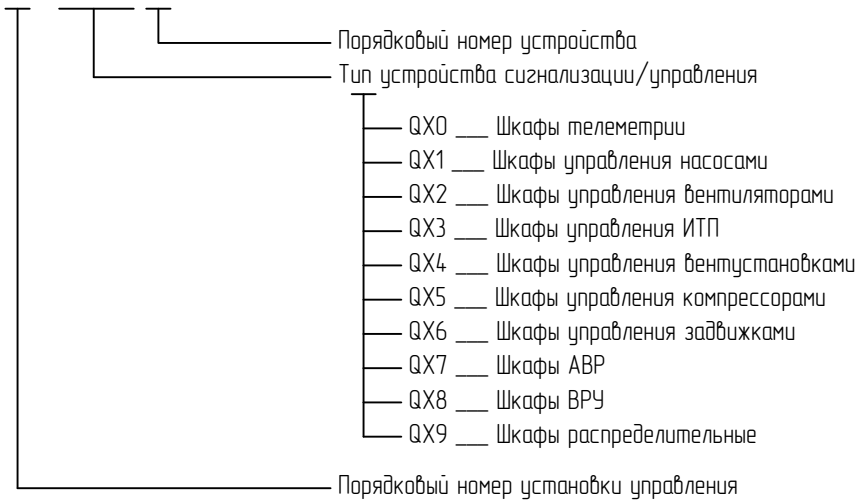 Порядковый номер устройства
Тип устройства сигнализации/управления
QX0 ___ Шкафы телеметрии
QX1 ___ Шкафы управления насосами
QX2 ___ Шкафы управления вентиляторами
QX3 ___ Шкафы управления ИТП
QX4 ___ Шкафы управления вентустановками
QX5 ___ Шкафы управления компрессорами
QX6 ___ Шкафы управления задвижками
QX7 ___ Шкафы АВР
QX8 ___ Шкафы ВРУ
QX9 ___ Шкафы распределительные
Порядковый номер установки управления